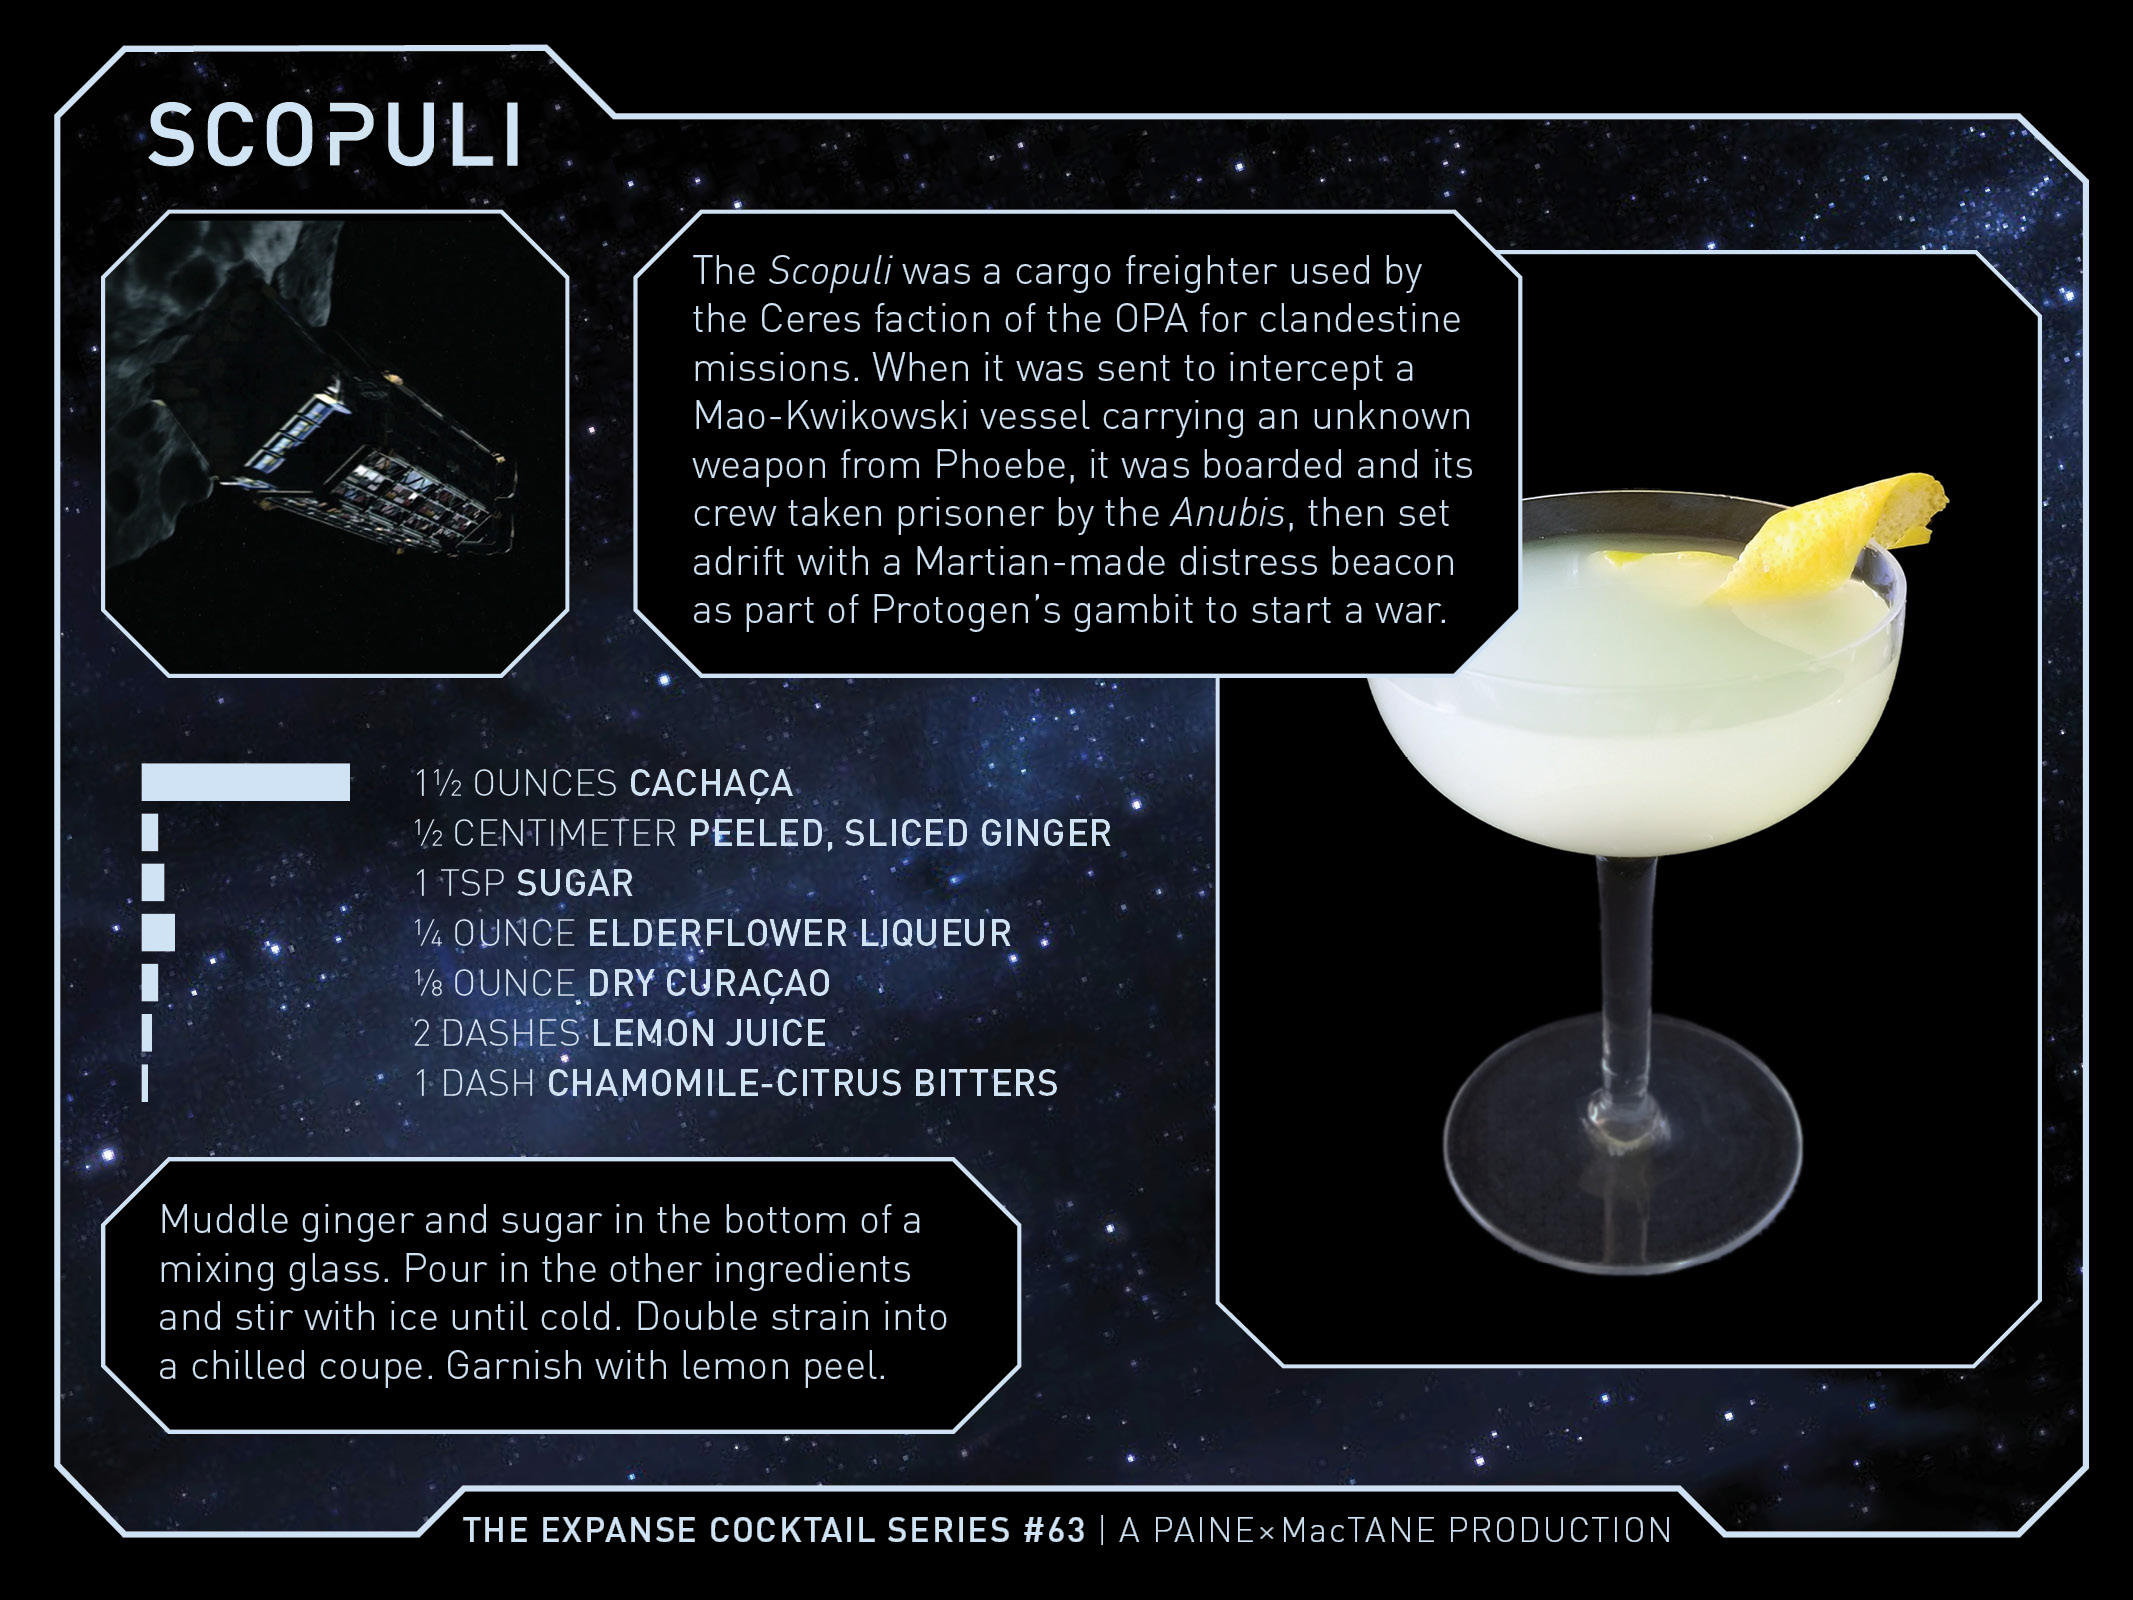 SCOPULI
The Scopuli was a cargo freighter used by
the Ceres faction of the OPA for clandestine
missions. When it was sent to intercept a
Mao-Kwikowski vessel carrying an unknown
weapon from Phoebe, it was boarded and its
crew taken prisoner by the Anubis, then set
adrift with a Martian-made distress beacon
as part of Protogen’s gambit to start a war.
1½ OUNCES CACHAÇA
½ CENTIMETER PEELED, SLICED GINGER
1 TSP SUGAR
¼ OUNCE ELDERFLOWER LIQUEUR
⅛ OUNCE DRY CURAÇAO
2 DASHES LEMON JUICE
1 DASH CHAMOMILE-CITRUS BITTERS
Muddle ginger and sugar in the bottom of a
mixing glass. Pour in the other ingredients
and stir with ice until cold. Double strain into
a chilled coupe. Garnish with lemon peel.
THE EXPANSE COCKTAIL SERIES #63 | A PAINE×MacTANE PRODUCTION